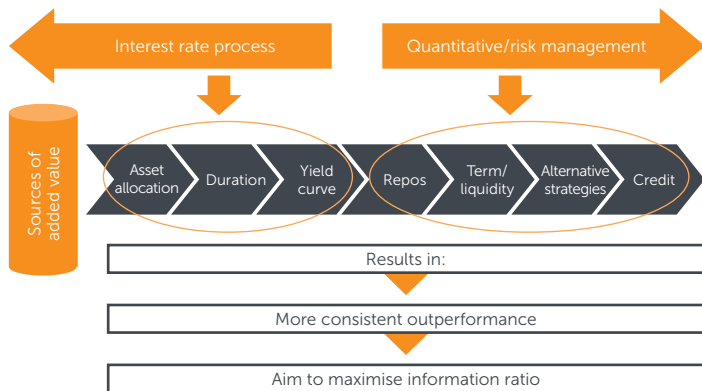 Interest rate process
Quantitative/risk management
Sources of
added value
Asset
allocation
Duration
Yield
curve
Repos
Term/
liquidity
Alternative
strategies
Credit
Results in:
More consistent outperformance
Aim to maximise information ratio